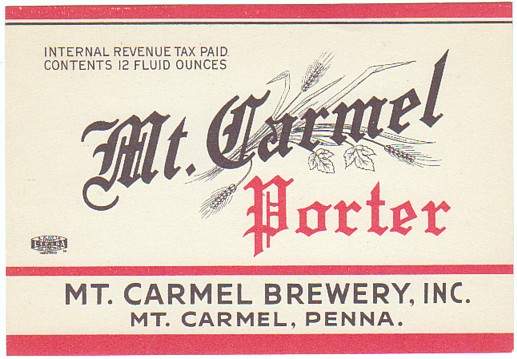 INTERNAL REVENUE TAX PAID.
CONTENTS 12 FLUID OUNCES
Mt. Carmel
Porter
MT. CARMEL BREWERY, INC.
MT. CARMEL, PENNA.